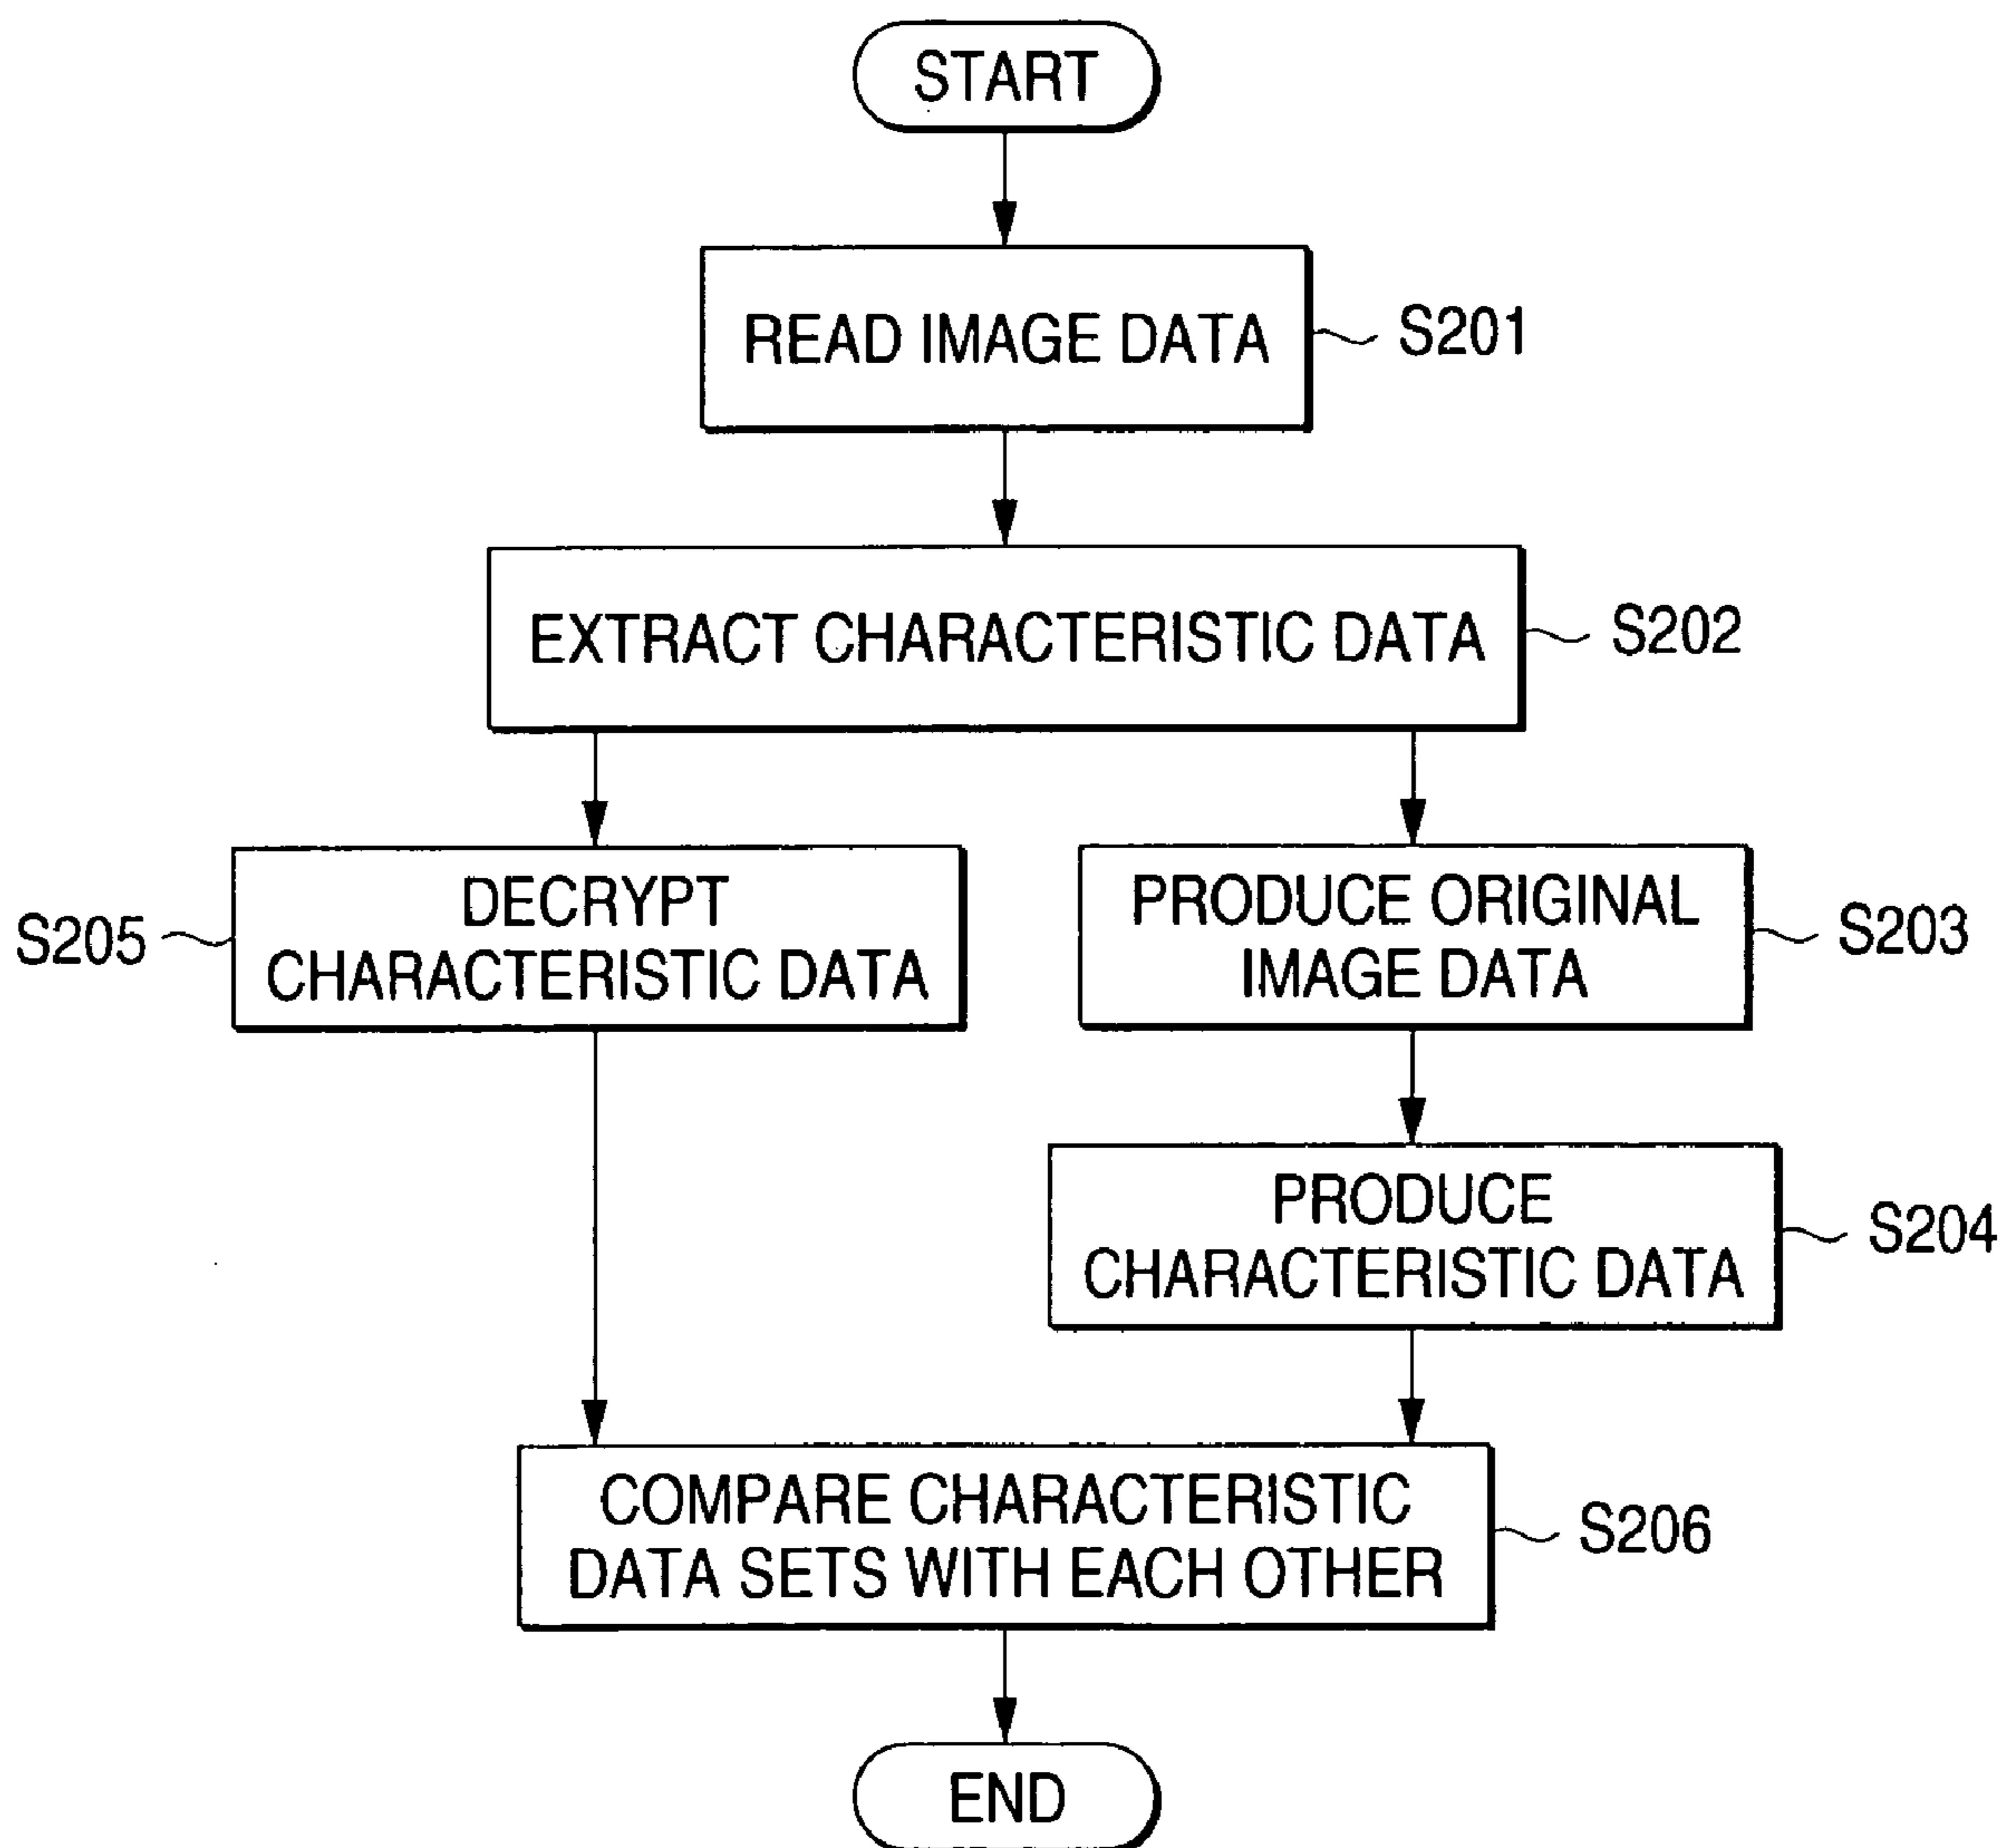 START
READ IMAGE DATA
S201
EXTRACT CHARACTERISTIC DATA
S202
S205
DECRYPT
CHARACTERISTIC DATA
PRODUCE ORIGINAL
IMAGE DATA
S203
PRODUCE
CHARACTERISTIC DATA
S204
COMPARE CHARACTERISTIC
DATA SETS WITH EACH OTHER
S206
END